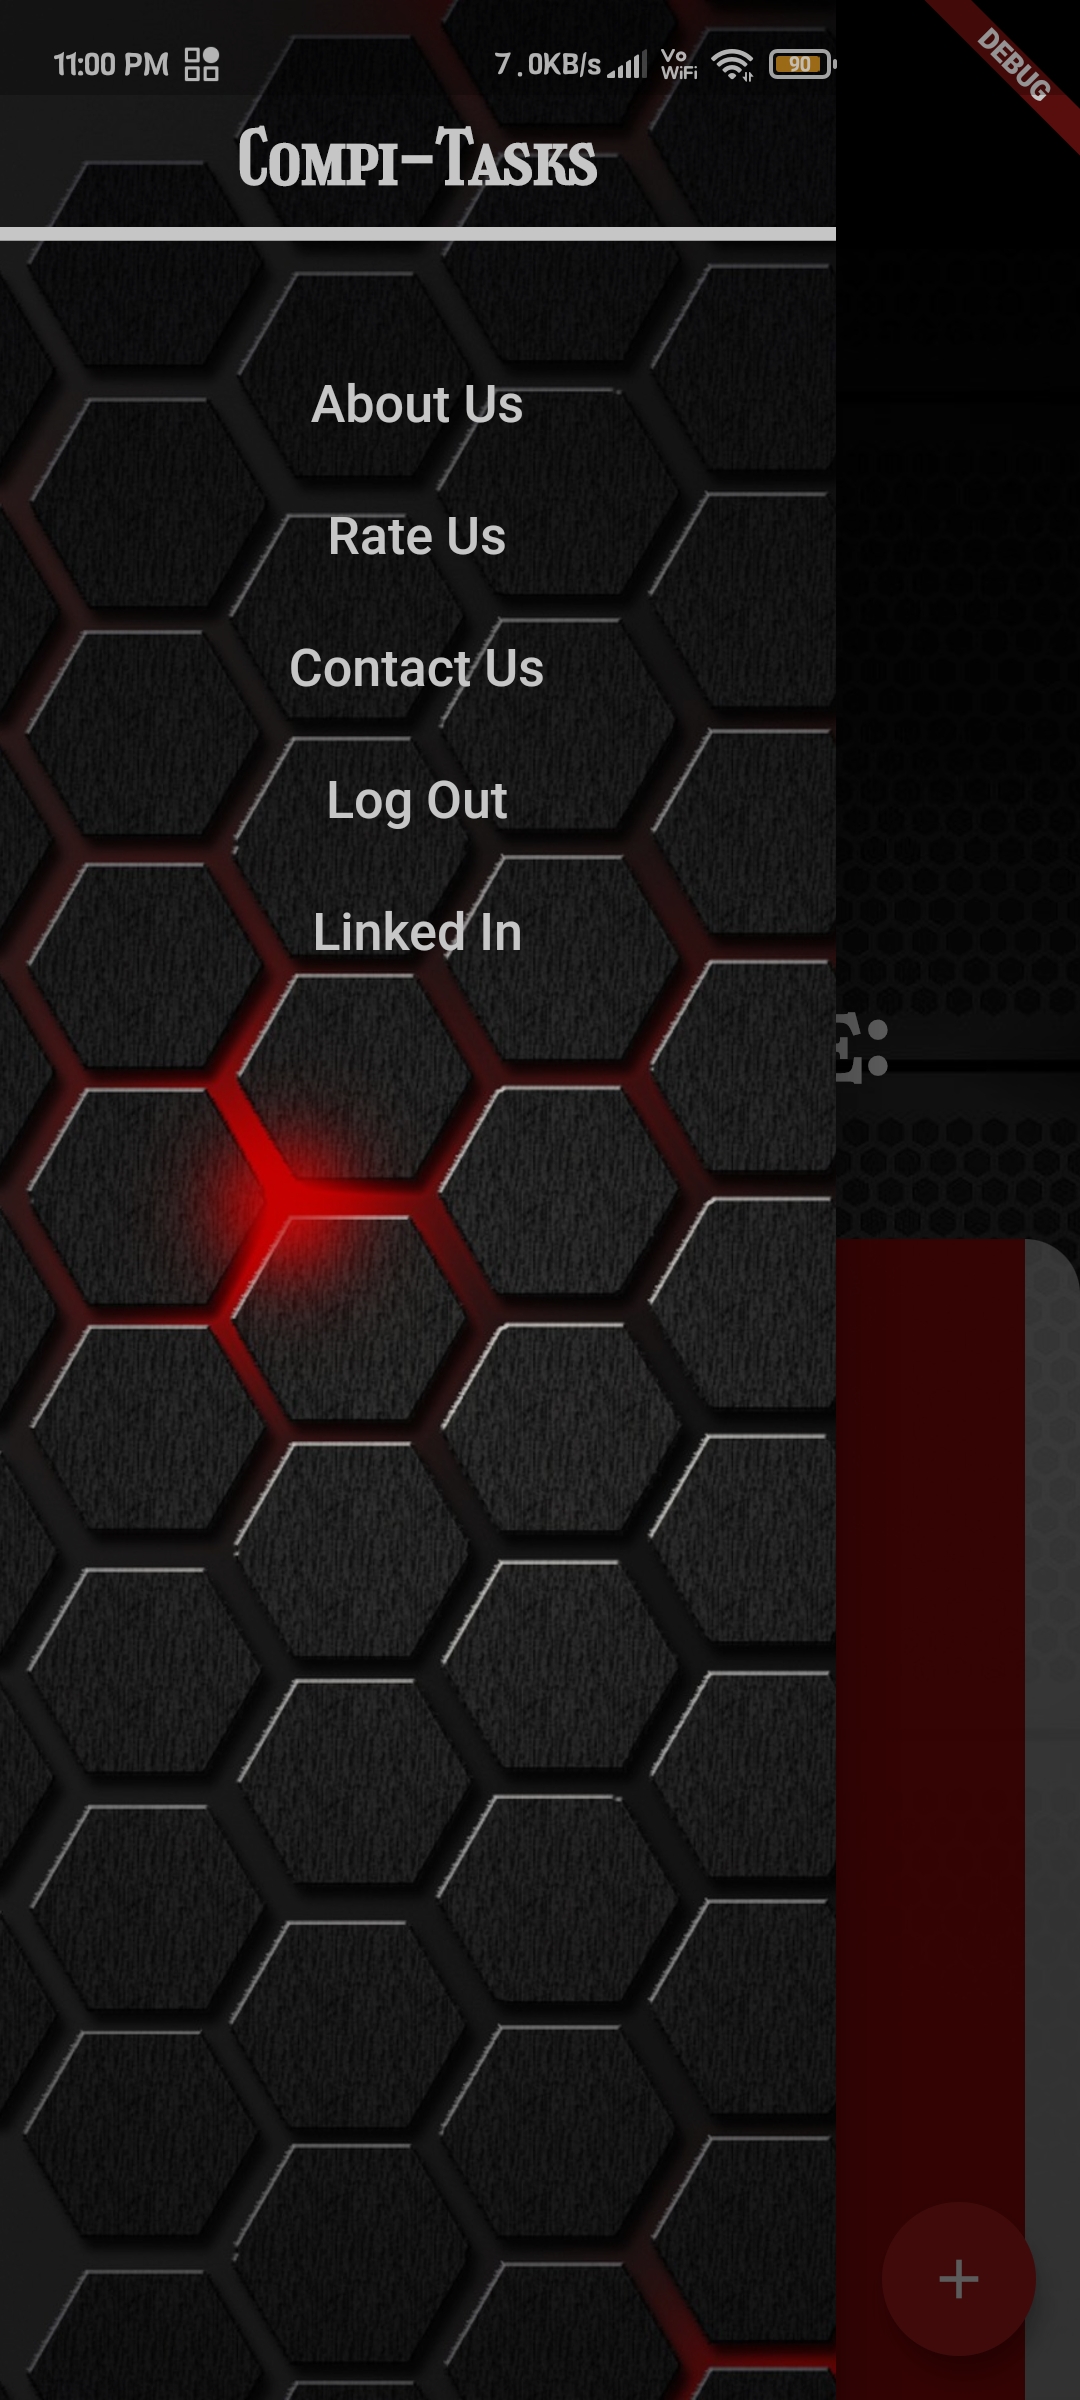 11:00 PM 7.0KB/s Vo WiFi 90
DEBUG
Compi-Tasks
About Us
Rate Us
Contact Us
Log Out
Linked In
E: